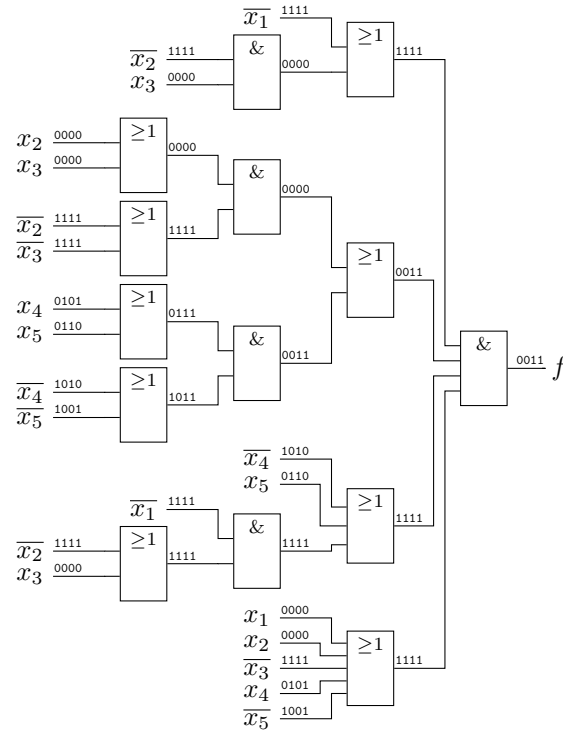 x̅₁ 1111 ≥1 1111
x̅₂ 1111 & 0000
x₃ 0000
x₂ 0000 ≥1 0000
x₃ 0000 & 0000
x̅₂ 1111 ≥1 1111
x̅₃ 1111
≥1 0011
x₄ 0101 ≥1 0111
x₅ 0110 & 0011
x̅₄ 1010 ≥1 1011
x̅₅ 1001
& 0011 f
x̅₄ 1010
x₅ 0110 ≥1 1111
x̅₁ 1111 & 1111
x̅₂ 1111 ≥1 1111
x₃ 0000
x₁ 0000 ≥1 1111
x₂ 0000
x̅₃ 1111
x₄ 0101
x̅₅ 1001